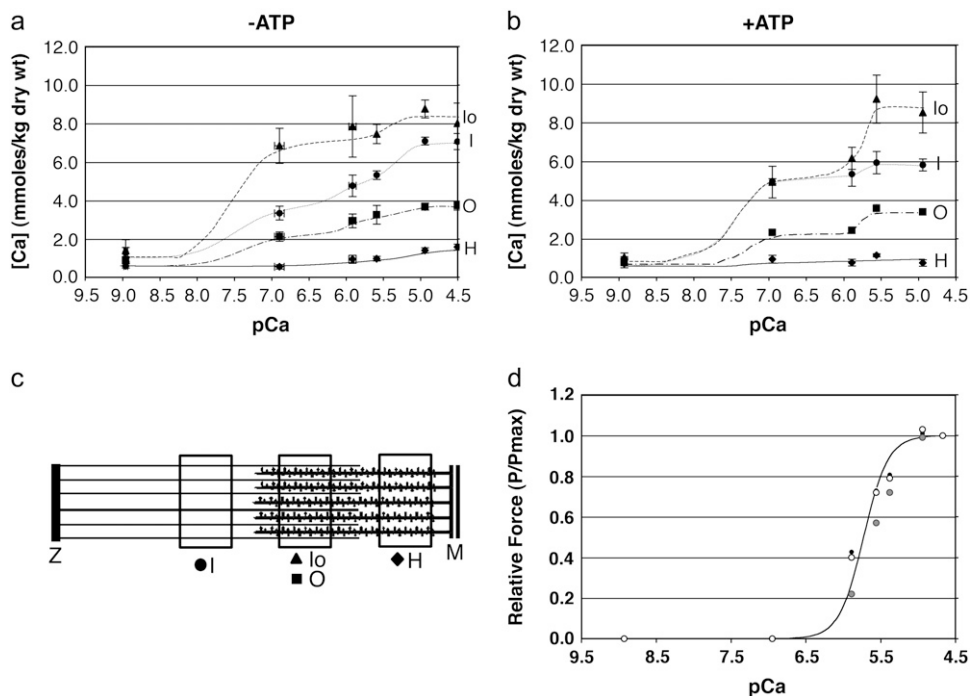 a
-ATP
12.0
10.0
8.0
6.0
4.0
2.0
0.0
[Ca] (mmoles/kg dry wt)
Io
I
O
H
9.5 9.0 8.5 8.0 7.5 7.0 6.5 6.0 5.5 5.0 4.5
pCa
b
+ATP
12.0
10.0
8.0
6.0
4.0
2.0
0.0
[Ca] (mmoles/kg dry wt)
Io
I
O
H
9.5 9.0 8.5 8.0 7.5 7.0 6.5 6.0 5.5 5.0 4.5
pCa
c
Z
M
I
Io
O
H
d
1.2
1.0
0.8
0.6
0.4
0.2
0.0
Relative Force (P/Pmax)
9.5 8.5 7.5 6.5 5.5 4.5
pCa